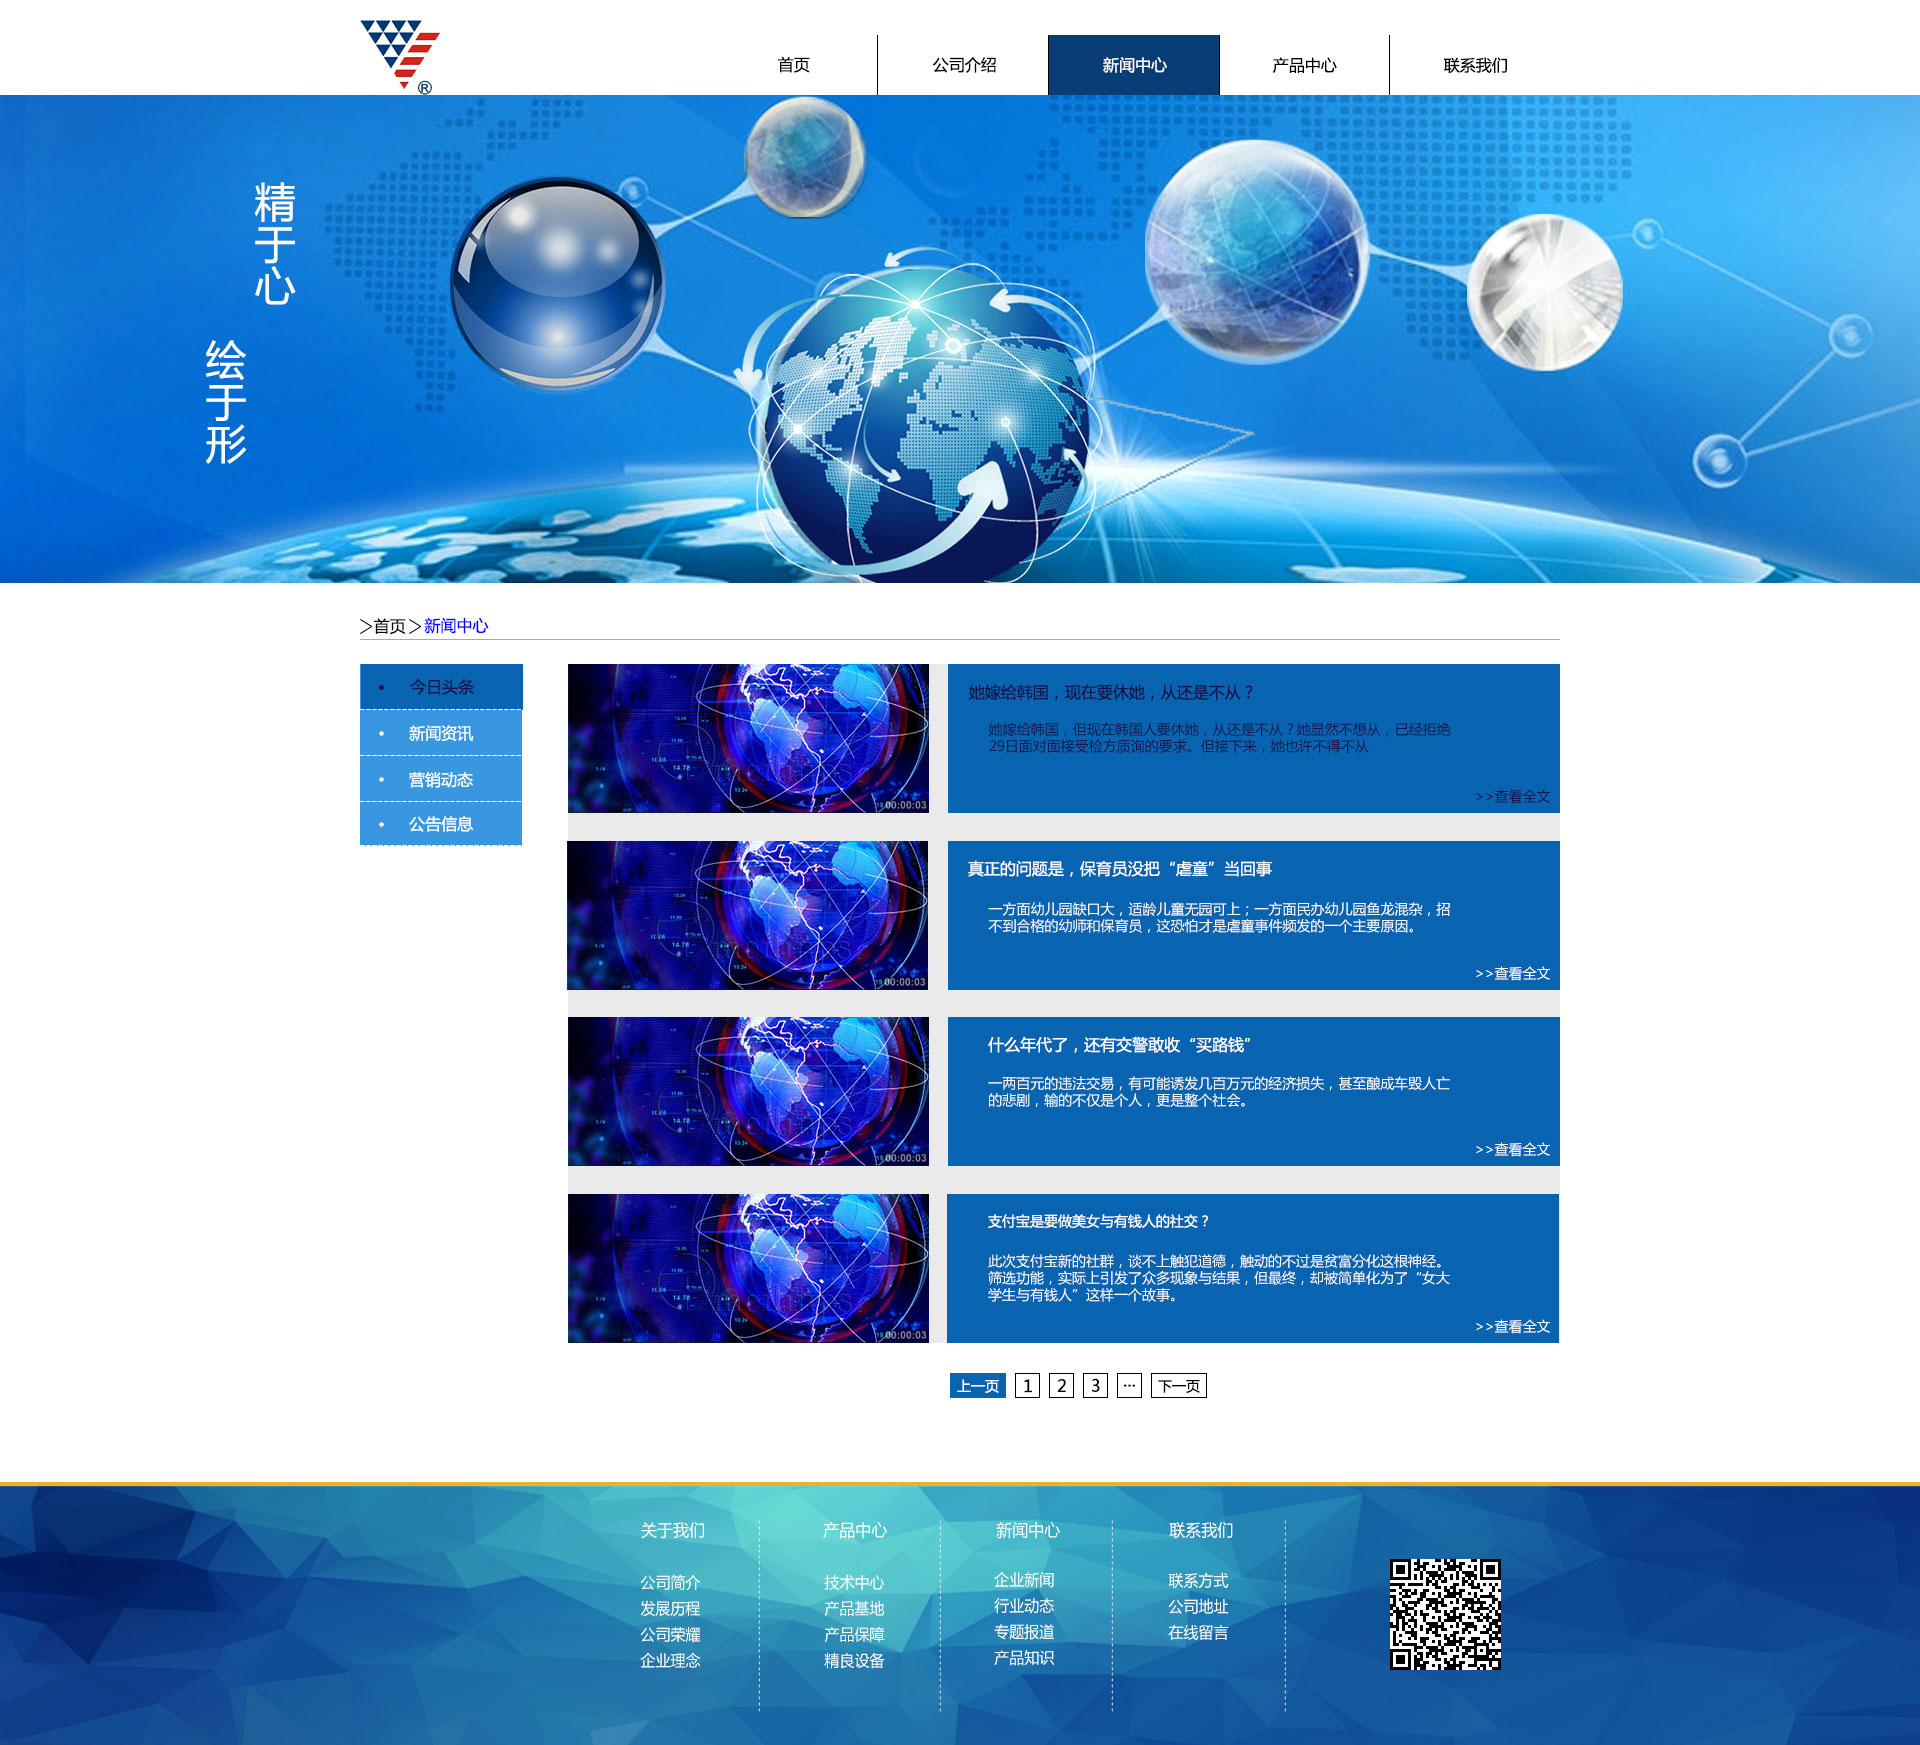 ®
首页
公司介绍
新闻中心
产品中心
联系我们
精于心
绘于形
>首页>新闻中心
• 今日头条
• 新闻资讯
• 营销动态
• 公告信息
00:00:03
她嫁给韩国，现在要休她，从还是不从？
她嫁给韩国，但现在韩国人要休她，从还是不从？她显然不想从，已经拒绝
29日面对面接受检方质询的要求。但接下来，她也许不得不从
>>查看全文
00:00:03
真正的问题是，保育员没把“虐童”当回事
一方面幼儿园缺口大，适龄儿童无园可上；一方面民办幼儿园鱼龙混杂，招
不到合格的幼师和保育员，这恐怕才是虐童事件频发的一个主要原因。
>>查看全文
00:00:03
什么年代了，还有交警敢收“买路钱”
一两百元的违法交易，有可能诱发几百万元的经济损失，甚至酿成车毁人亡
的悲剧，输的不仅是个人，更是整个社会。
>>查看全文
00:00:03
支付宝是要做美女与有钱人的社交？
此次支付宝新的社群，谈不上触犯道德，触动的不过是贫富分化这根神经。
筛选功能，实际上引发了众多现象与结果，但最终，却被简单化为了“女大
学生与有钱人”这样一个故事。
>>查看全文
上一页 1 2 3 ··· 下一页
关于我们
公司简介
发展历程
公司荣耀
企业理念
产品中心
技术中心
产品基地
产品保障
精良设备
新闻中心
企业新闻
行业动态
专题报道
产品知识
联系我们
联系方式
公司地址
在线留言